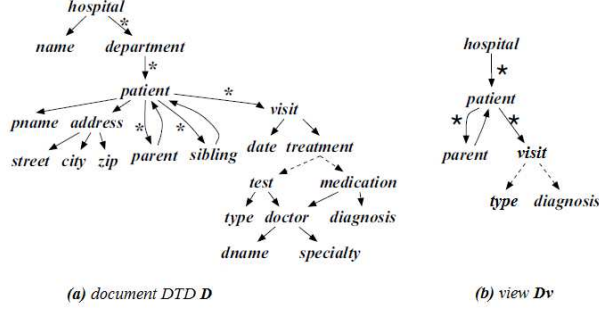 hospital
*
name department
*
patient
*
pname address * * visit
street city zip parent sibling date treatment
test medication
type doctor diagnosis
dname specialty
(a) document DTD D
hospital
*
patient
* *
parent visit
type diagnosis
(b) view Dv